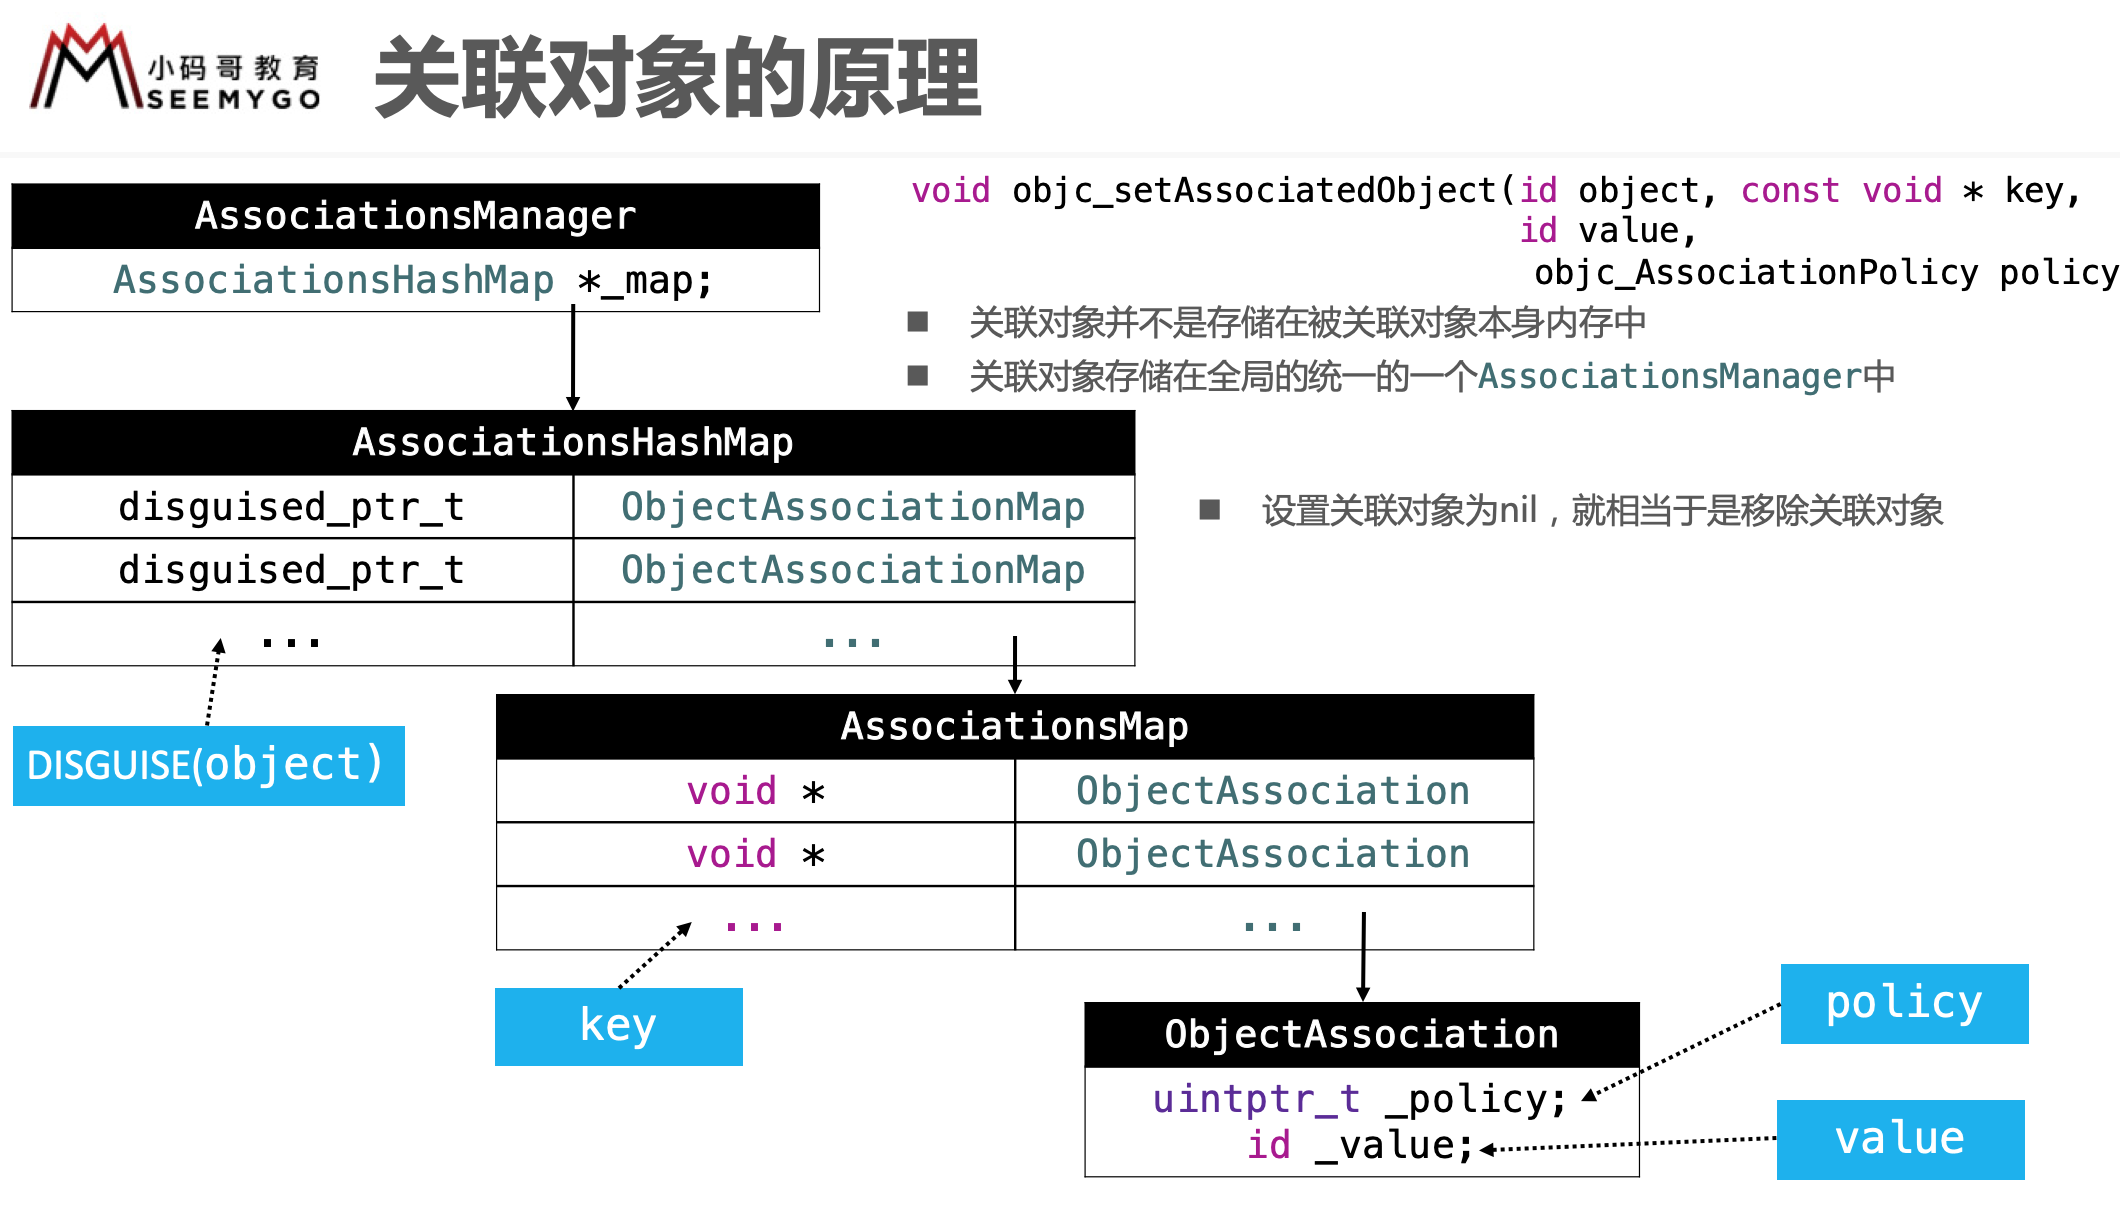 小码哥教育
SEEMYGO
关联对象的原理
void objc_setAssociatedObject(id object, const void * key,
id value,
objc_AssociationPolicy policy
■ 关联对象并不是存储在被关联对象本身内存中
■ 关联对象存储在全局的统一的一个AssociationsManager中
■ 设置关联对象为nil，就相当于是移除关联对象
AssociationsManager
AssociationsHashMap *_map;
AssociationsHashMap
disguised_ptr_t ObjectAssociationMap
disguised_ptr_t ObjectAssociationMap
... ...
DISGUISE(object)
AssociationsMap
void * ObjectAssociation
void * ObjectAssociation
... ...
key
ObjectAssociation
uintptr_t _policy;
id _value;
policy
value